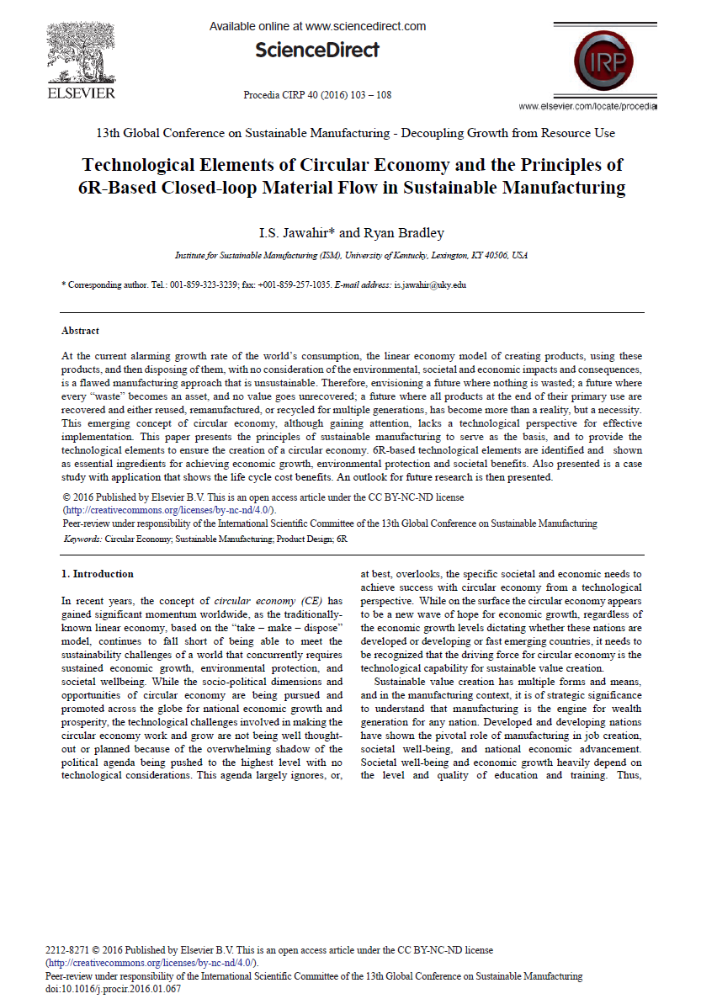 Available online at www.sciencedirect.com
ScienceDirect
ELSEVIER
CIRP
Procedia CIRP 40 (2016) 103 – 108
www.elsevier.com/locate/procedia
13th Global Conference on Sustainable Manufacturing - Decoupling Growth from Resource Use
Technological Elements of Circular Economy and the Principles of
6R-Based Closed-loop Material Flow in Sustainable Manufacturing
I.S. Jawahir* and Ryan Bradley
Institute for Sustainable Manufacturing (ISM), University of Kentucky, Lexington, KY 40506, USA
* Corresponding author. Tel.: 001-859-323-3239; fax: +001-859-257-1035. E-mail address: is.jawahir@uky.edu
Abstract
At the current alarming growth rate of the world’s consumption, the linear economy model of creating products, using these
products, and then disposing of them, with no consideration of the environmental, societal and economic impacts and consequences,
is a flawed manufacturing approach that is unsustainable. Therefore, envisioning a future where nothing is wasted; a future where
every “waste” becomes an asset, and no value goes unrecovered; a future where all products at the end of their primary use are
recovered and either reused, remanufactured, or recycled for multiple generations, has become more than a reality, but a necessity.
This emerging concept of circular economy, although gaining attention, lacks a technological perspective for effective
implementation. This paper presents the principles of sustainable manufacturing to serve as the basis, and to provide the
technological elements to ensure the creation of a circular economy. 6R-based technological elements are identified and shown
as essential ingredients for achieving economic growth, environmental protection and societal benefits. Also presented is a case
study with application that shows the life cycle cost benefits. An outlook for future research is then presented.
© 2016 Published by Elsevier B.V. This is an open access article under the CC BY-NC-ND license
(http://creativecommons.org/licenses/by-nc-nd/4.0/).
Peer-review under responsibility of the International Scientific Committee of the 13th Global Conference on Sustainable Manufacturing
Keywords: Circular Economy; Sustainable Manufacturing; Product Design; 6R
1. Introduction
In recent years, the concept of circular economy (CE) has
gained significant momentum worldwide, as the traditionally-
known linear economy, based on the “take – make – dispose”
model, continues to fall short of being able to meet the
sustainability challenges of a world that concurrently requires
sustained economic growth, environmental protection, and
societal wellbeing. While the socio-political dimensions and
opportunities of circular economy are being pursued and
promoted across the globe for national economic growth and
prosperity, the technological challenges involved in making the
circular economy work and grow are not being well thought-
out or planned because of the overwhelming shadow of the
political agenda being pushed to the highest level with no
technological considerations. This agenda largely ignores, or,
at best, overlooks, the specific societal and economic needs to
achieve success with circular economy from a technological
perspective. While on the surface the circular economy appears
to be a new wave of hope for economic growth, regardless of
the economic growth levels dictating whether these nations are
developed or developing or fast emerging countries, it needs to
be recognized that the driving force for circular economy is the
technological capability for sustainable value creation.
Sustainable value creation has multiple forms and means,
and in the manufacturing context, it is of strategic significance
to understand that manufacturing is the engine for wealth
generation for any nation. Developed and developing nations
have shown the pivotal role of manufacturing in job creation,
societal well-being, and national economic advancement.
Societal well-being and economic growth heavily depend on
the level and quality of education and training. Thus,
2212-8271 © 2016 Published by Elsevier B.V. This is an open access article under the CC BY-NC-ND license
(http://creativecommons.org/licenses/by-nc-nd/4.0/).
Peer-review under responsibility of the International Scientific Committee of the 13th Global Conference on Sustainable Manufacturing
doi:10.1016/j.procir.2016.01.067